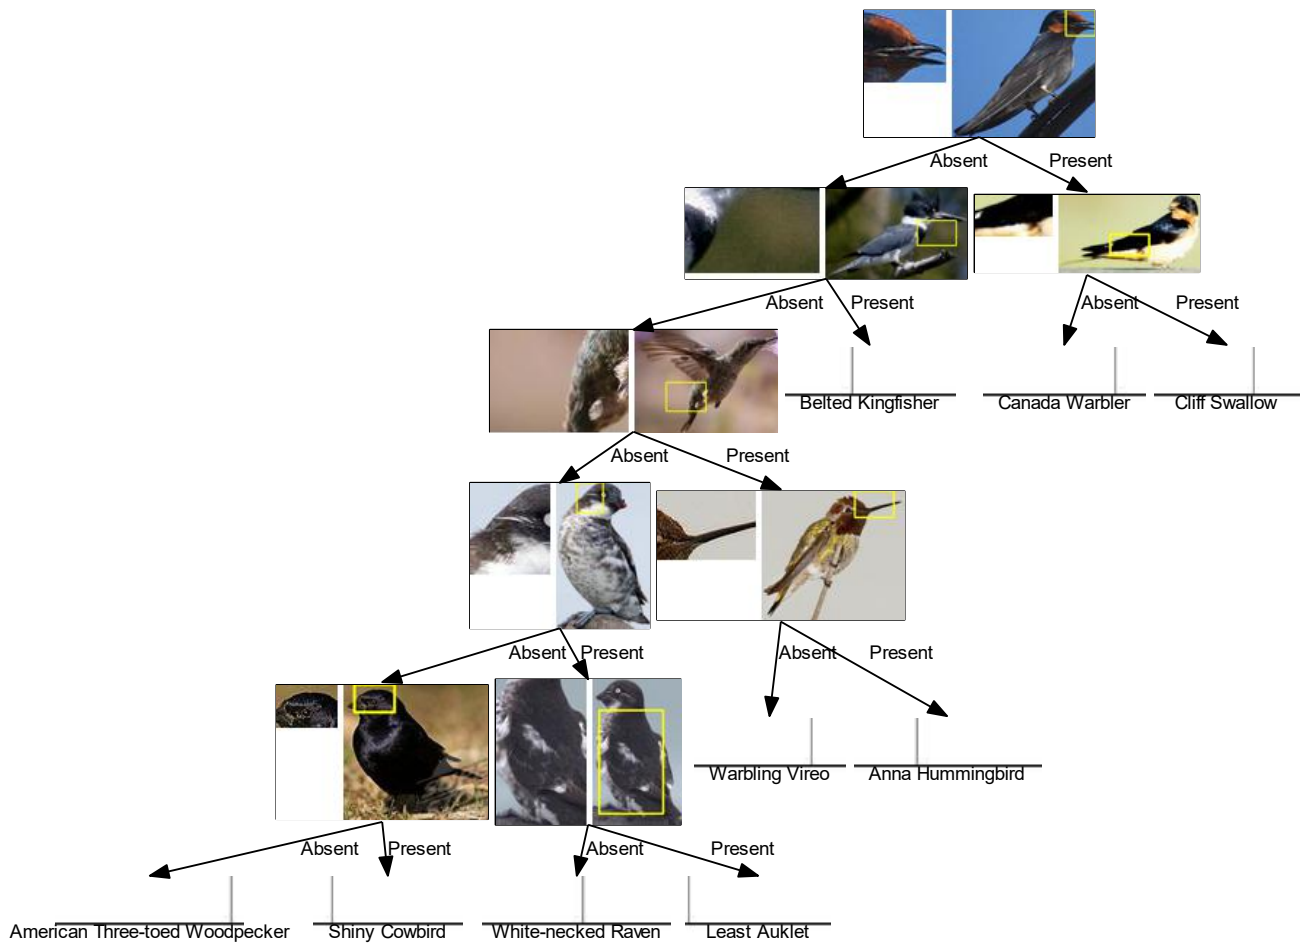 Absent
Present
Absent
Present
Absent
Present
Belted Kingfisher
Canada Warbler
Cliff Swallow
Absent
Present
Absent
Present
Absent
Present
Warbling Vireo
Anna Hummingbird
Absent
Present
Absent
Present
American Three-toed Woodpecker
Shiny Cowbird
White-necked Raven
Least Auklet